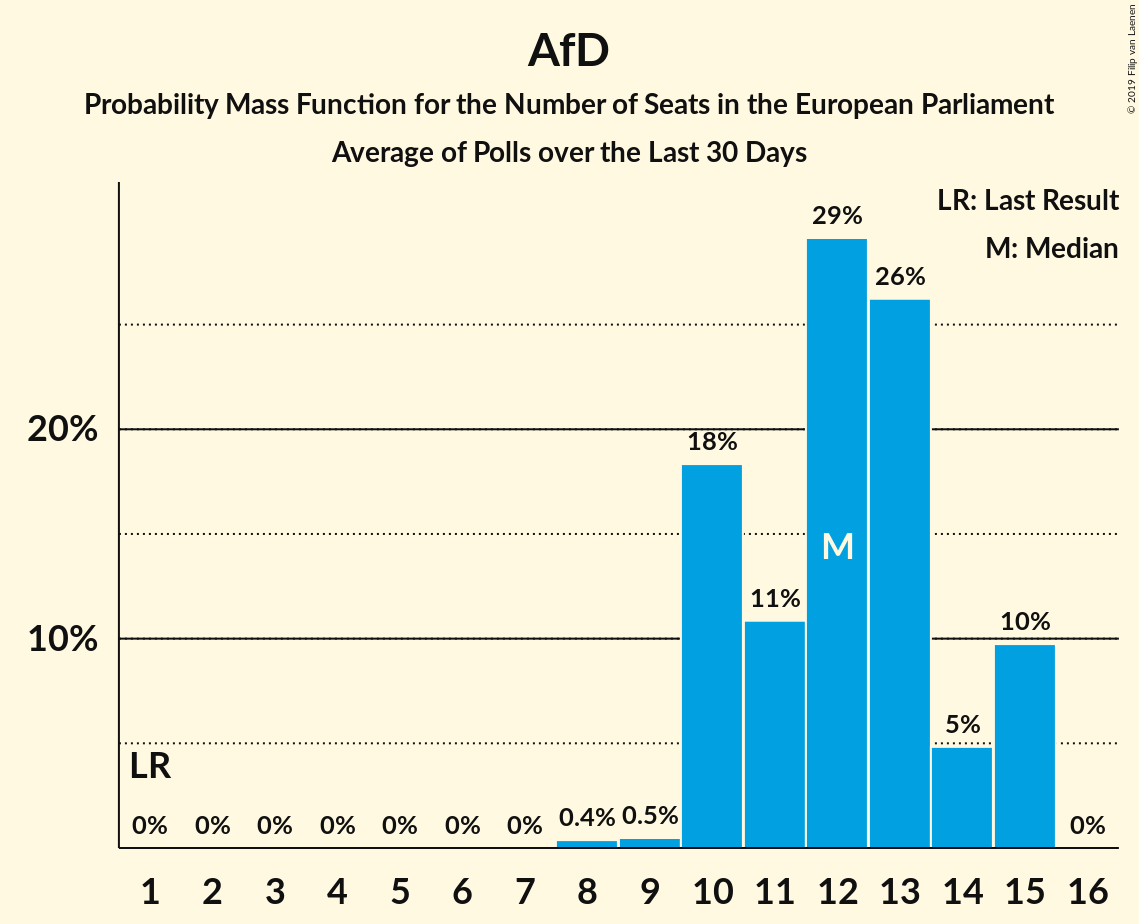 AfD
Probability Mass Function for the Number of Seats in the European Parliament
Average of Polls over the Last 30 Days
© 2019 Filip van Laenen
LR: Last Result
M: Median
29%
26%
20%
18%
M
11%
10%
10%
5%
LR
0% 0% 0% 0% 0% 0% 0% 0.4% 0.5% 0%
1 2 3 4 5 6 7 8 9 10 11 12 13 14 15 16